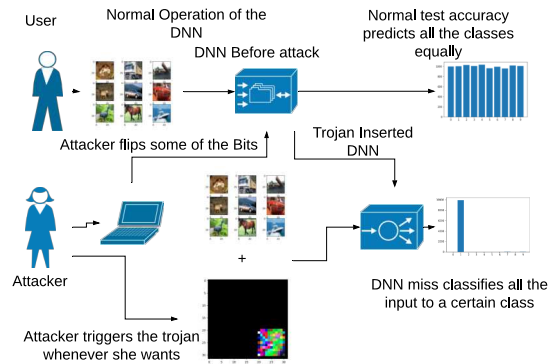 User
Normal Operation of the
DNN
DNN Before attack
Normal test accuracy
predicts all the classes
equally
Attacker flips some of the Bits
Trojan Inserted
DNN
+
Attacker
DNN miss classifies all the
input to a certain class
Attacker triggers the trojan
whenever she wants